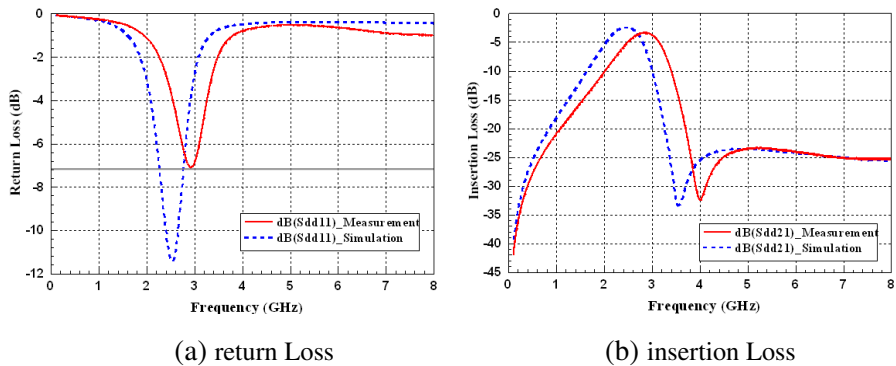 0
-2
-4
-6
-8
-10
-12
Return Loss (dB)
dB(Sdd11)_Measurement
dB(Sdd11)_Simulation
0 1 2 3 4 5 6 7 8
Frequency (GHz)
(a) return Loss
0
-5
-10
-15
-20
-25
-30
-35
-40
-45
Insertion Loss (dB)
dB(Sdd21)_Measurement
dB(Sdd21)_Simulation
0 1 2 3 4 5 6 7 8
Frequency (GHz)
(b) insertion Loss